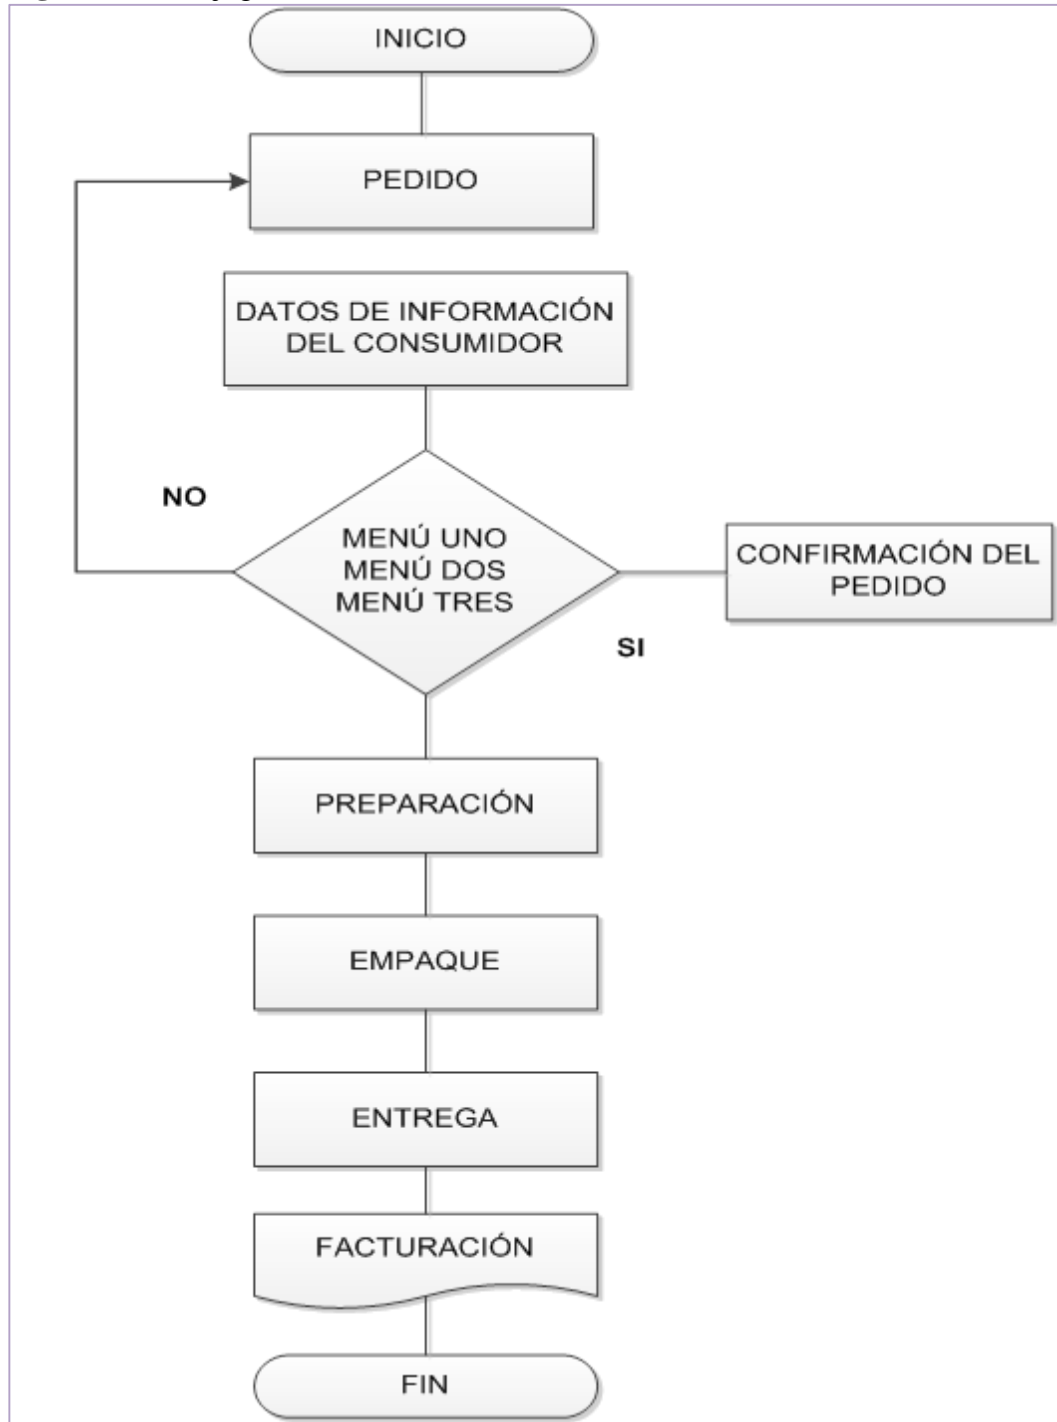 INICIO
PEDIDO
DATOS DE INFORMACIÓN
DEL CONSUMIDOR
NO
MENÚ UNO
MENÚ DOS
MENÚ TRES
CONFIRMACIÓN DEL
PEDIDO
SI
PREPARACIÓN
EMPAQUE
ENTREGA
FACTURACIÓN
FIN